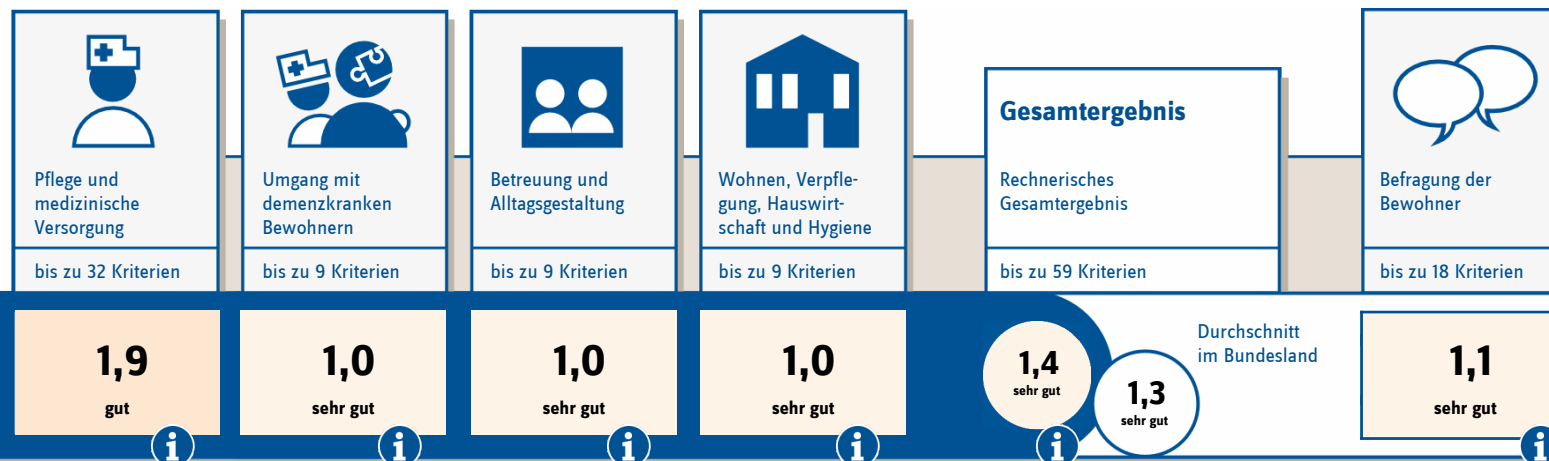 Pflege und
medizinische
Versorgung
bis zu 32 Kriterien
1,9
gut
Umgang mit
demenzkranken
Bewohnern
bis zu 9 Kriterien
1,0
sehr gut
Betreuung und
Alltagsgestaltung
bis zu 9 Kriterien
1,0
sehr gut
Wohnen, Verpfle-
gung, Hauswirt-
schaft und Hygiene
bis zu 9 Kriterien
1,0
sehr gut
Gesamtergebnis
Rechnerisches
Gesamtergebnis
bis zu 59 Kriterien
1,4
sehr gut
Durchschnitt
im Bundesland
1,3
sehr gut
Befragung der
Bewohner
bis zu 18 Kriterien
1,1
sehr gut